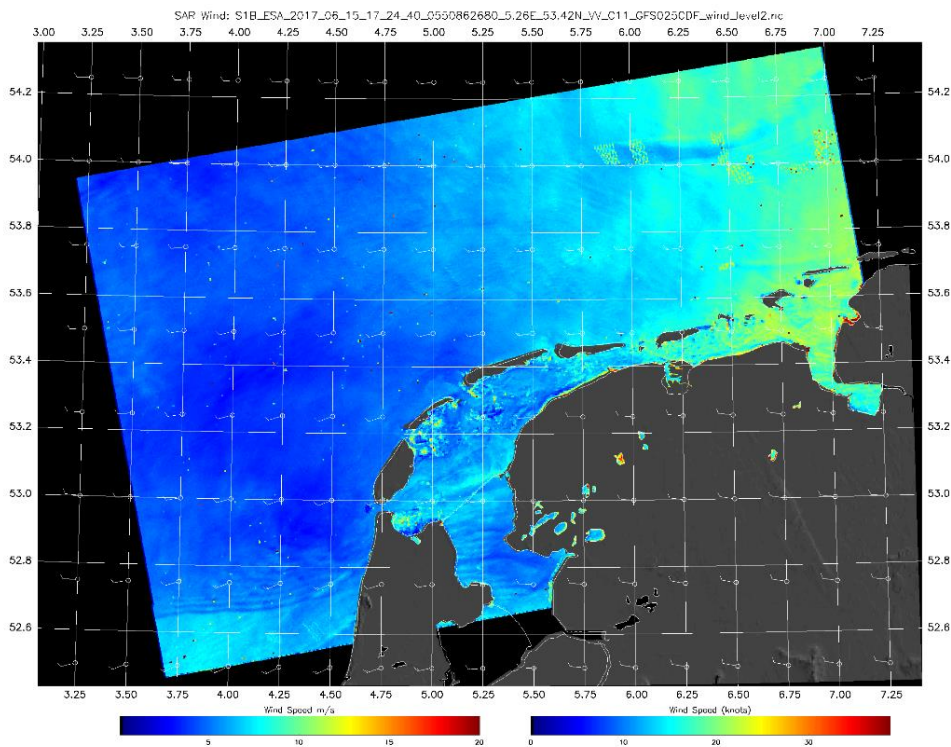 SAR Wind: S1B_ESA_2017_06_15_17_24_40_0550862680_5.26E_53.42N_VV_C11_GFS025CDF_wind_level2.nc
3.00 3.25 3.50 3.75 4.00 4.25 4.50 4.75 5.00 5.25 5.50 5.75 6.00 6.25 6.50 6.75 7.00 7.25
54.2 54.2
54.0 54.0
53.8 53.8
53.6 53.6
53.4 53.4
53.2 53.2
53.0 53.0
52.8 52.8
52.6 52.6
3.25 3.50 3.75 4.00 4.25 4.50 4.75 5.00 5.25 5.50 5.75 6.00 6.25 6.50 6.75 7.00 7.25
Wind Speed m/s Wind Speed (knots)
5 10 15 20 0 10 20 30